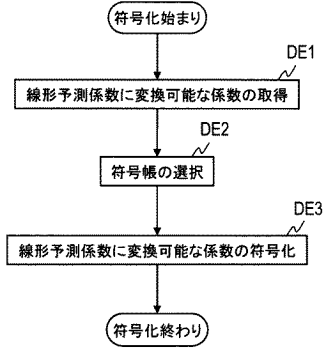 符号化始まり
DE1
線形予測係数に変換可能な係数の取得
DE2
符号帳の選択
DE3
線形予測係数に変換可能な係数の符号化
符号化終わり